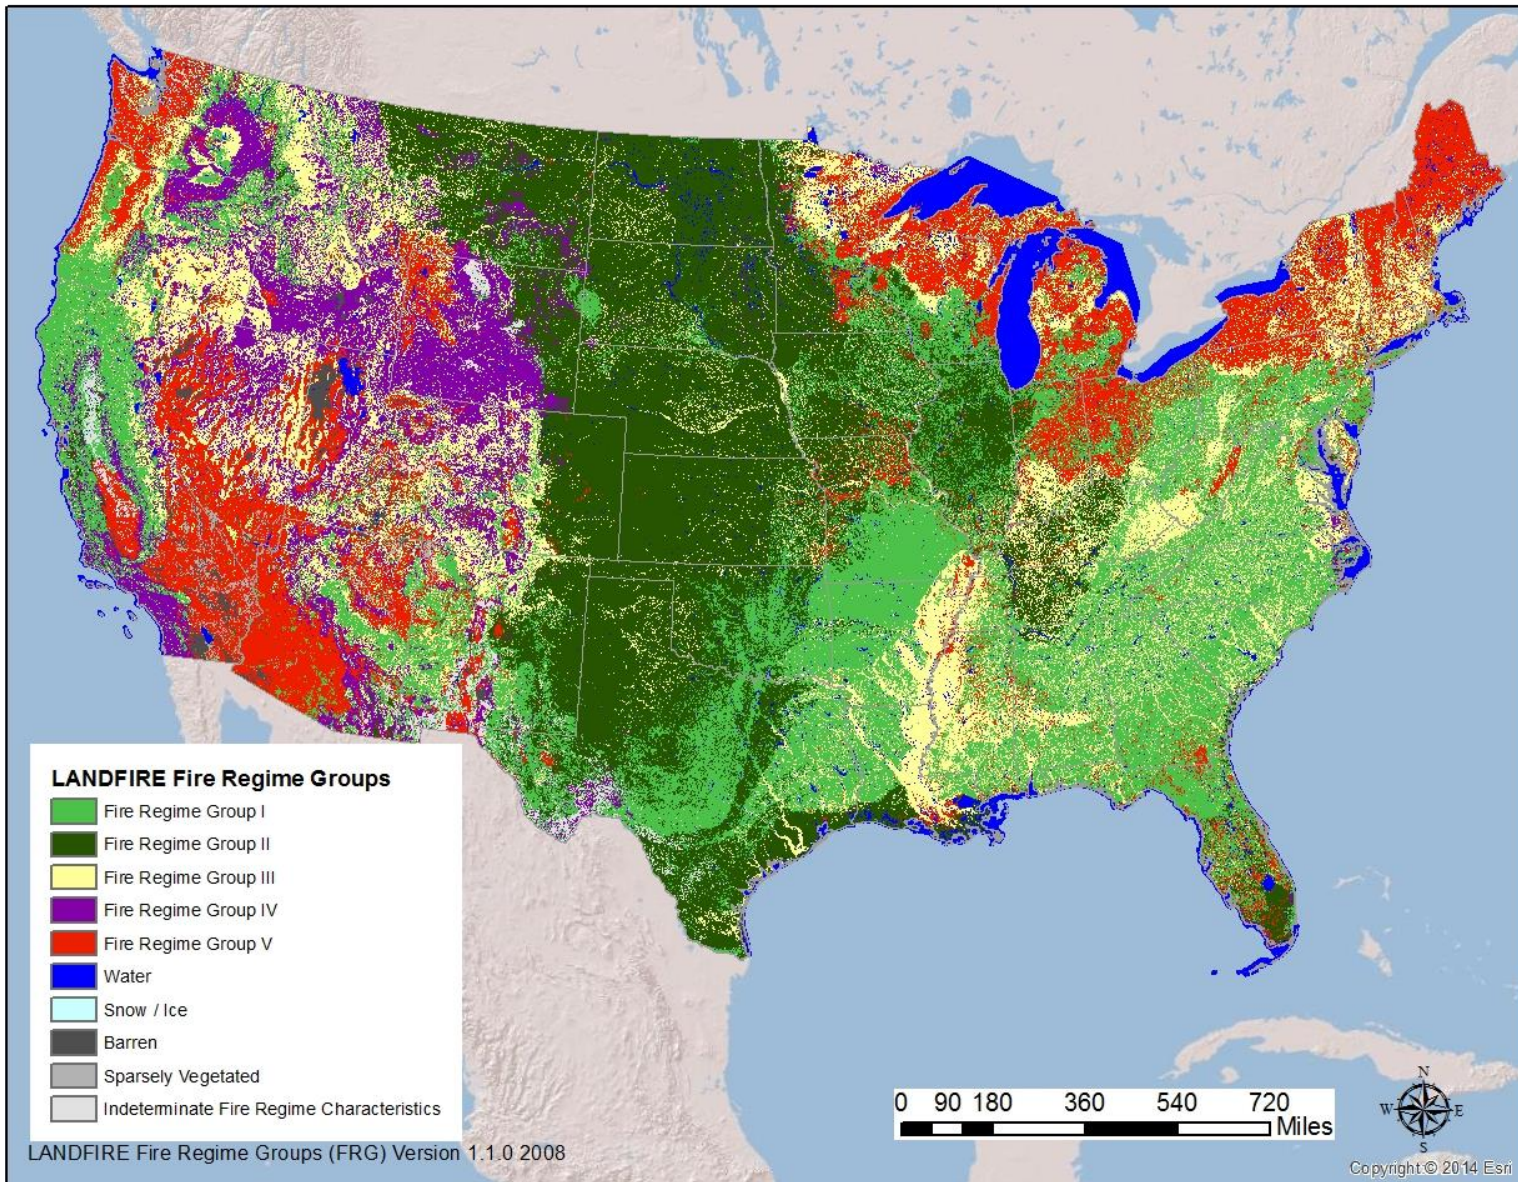 LANDFIRE Fire Regime Groups
Fire Regime Group I
Fire Regime Group II
Fire Regime Group III
Fire Regime Group IV
Fire Regime Group V
Water
Snow / Ice
Barren
Sparsely Vegetated
Indeterminate Fire Regime Characteristics
LANDFIRE Fire Regime Groups (FRG) Version 1.1.0 2008
0 90 180 360 540 720
Miles
N
W E
S
Copyright:© 2014 Esri